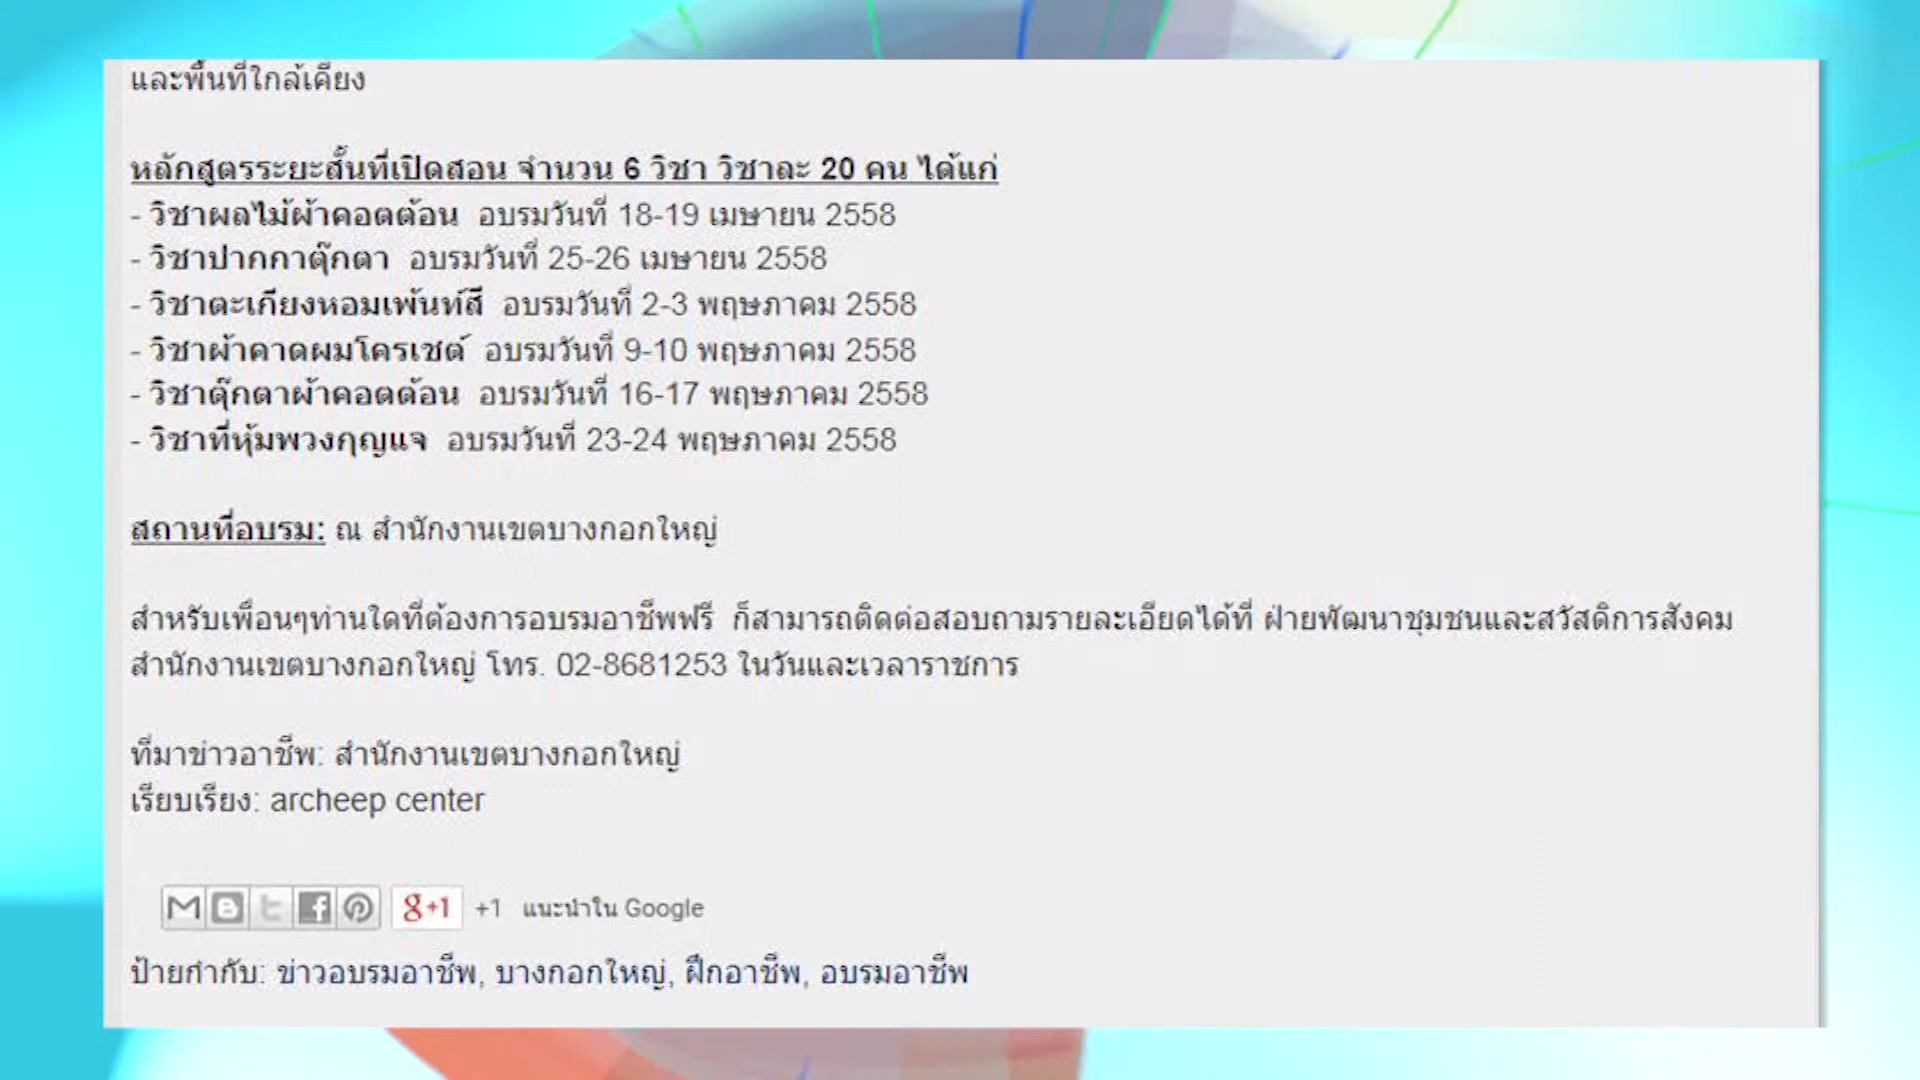 และพื้นที่ใกล้เคียง
หลักสูตรระยะสั้นที่เปิดสอน จำนวน 6 วิชา วิชาละ 20 คน ได้แก่
- วิชาผลไม้ผ้าคอตต้อน อบรมวันที่ 18-19 เมษายน 2558
- วิชาปากกาตุ๊กตา อบรมวันที่ 25-26 เมษายน 2558
- วิชาตะเกียงหอมเพ้นท์สี อบรมวันที่ 2-3 พฤษภาคม 2558
- วิชาผ้าคาดผมโครเชต์ อบรมวันที่ 9-10 พฤษภาคม 2558
- วิชาตุ๊กตาผ้าคอตต้อน อบรมวันที่ 16-17 พฤษภาคม 2558
- วิชาที่หุ้มพวงกุญแจ อบรมวันที่ 23-24 พฤษภาคม 2558
สถานที่อบรม: ณ สำนักงานเขตบางกอกใหญ่
สำหรับเพื่อนๆท่านใดที่ต้องการอบรมอาชีพฟรี ก็สามารถติดต่อสอบถามรายละเอียดได้ที่ ฝ่ายพัฒนาชุมชนและสวัสดิการสังคม
สำนักงานเขตบางกอกใหญ่ โทร. 02-8681253 ในวันและเวลาราชการ
ที่มาข่าวอาชีพ: สำนักงานเขตบางกอกใหญ่
เรียบเรียง: archeep center
g+1 +1 แนะนำใน Google
ป้ายกำกับ: ข่าวอบรมอาชีพ, บางกอกใหญ่, ฝึกอาชีพ, อบรมอาชีพ